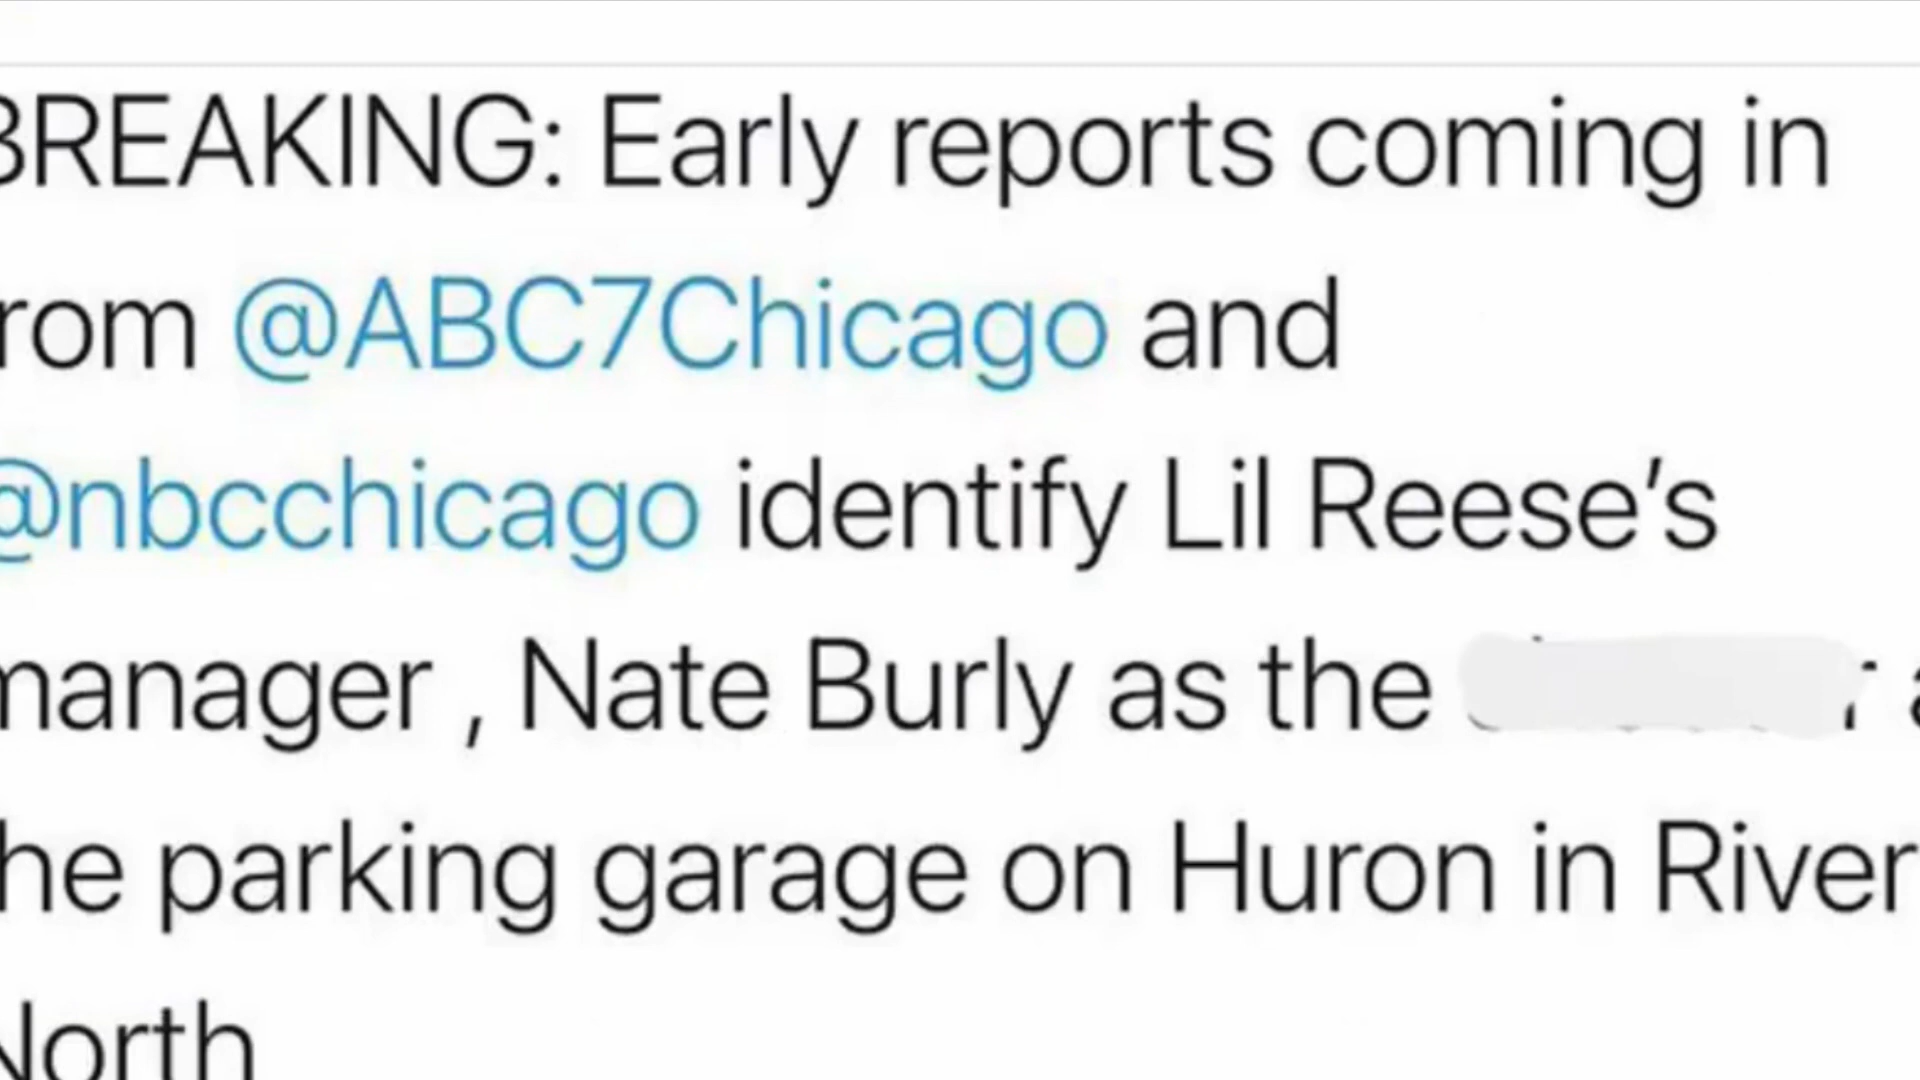 BREAKING: Early reports coming in
rom @ABC7Chicago and
@nbcchicago identify Lil Reese’s
manager , Nate Burly as the
he parking garage on Huron in River
North